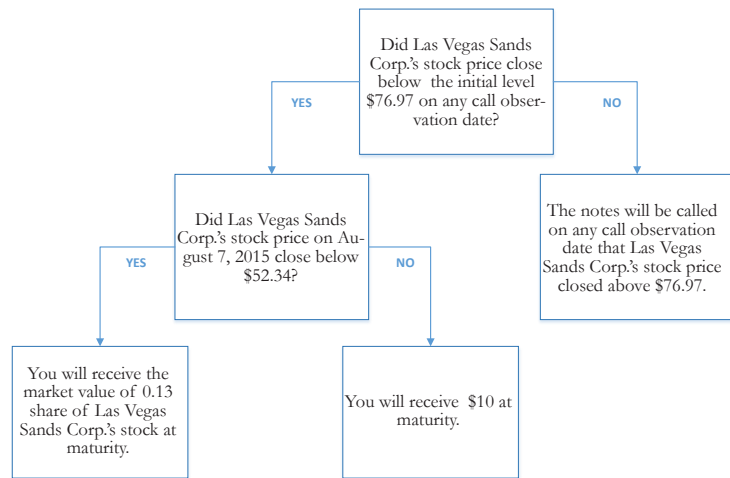 Did Las Vegas Sands
Corp.'s stock price close
below the initial level
$76.97 on any call obser-
vation date?
YES
NO
Did Las Vegas Sands
Corp.'s stock price on Au-
gust 7, 2015 close below
$52.34?
The notes will be called
on any call observation
date that Las Vegas
Sands Corp.'s stock price
closed above $76.97.
YES
NO
You will receive the
market value of 0.13
share of Las Vegas
Sands Corp.'s stock at
maturity.
You will receive $10 at
maturity.